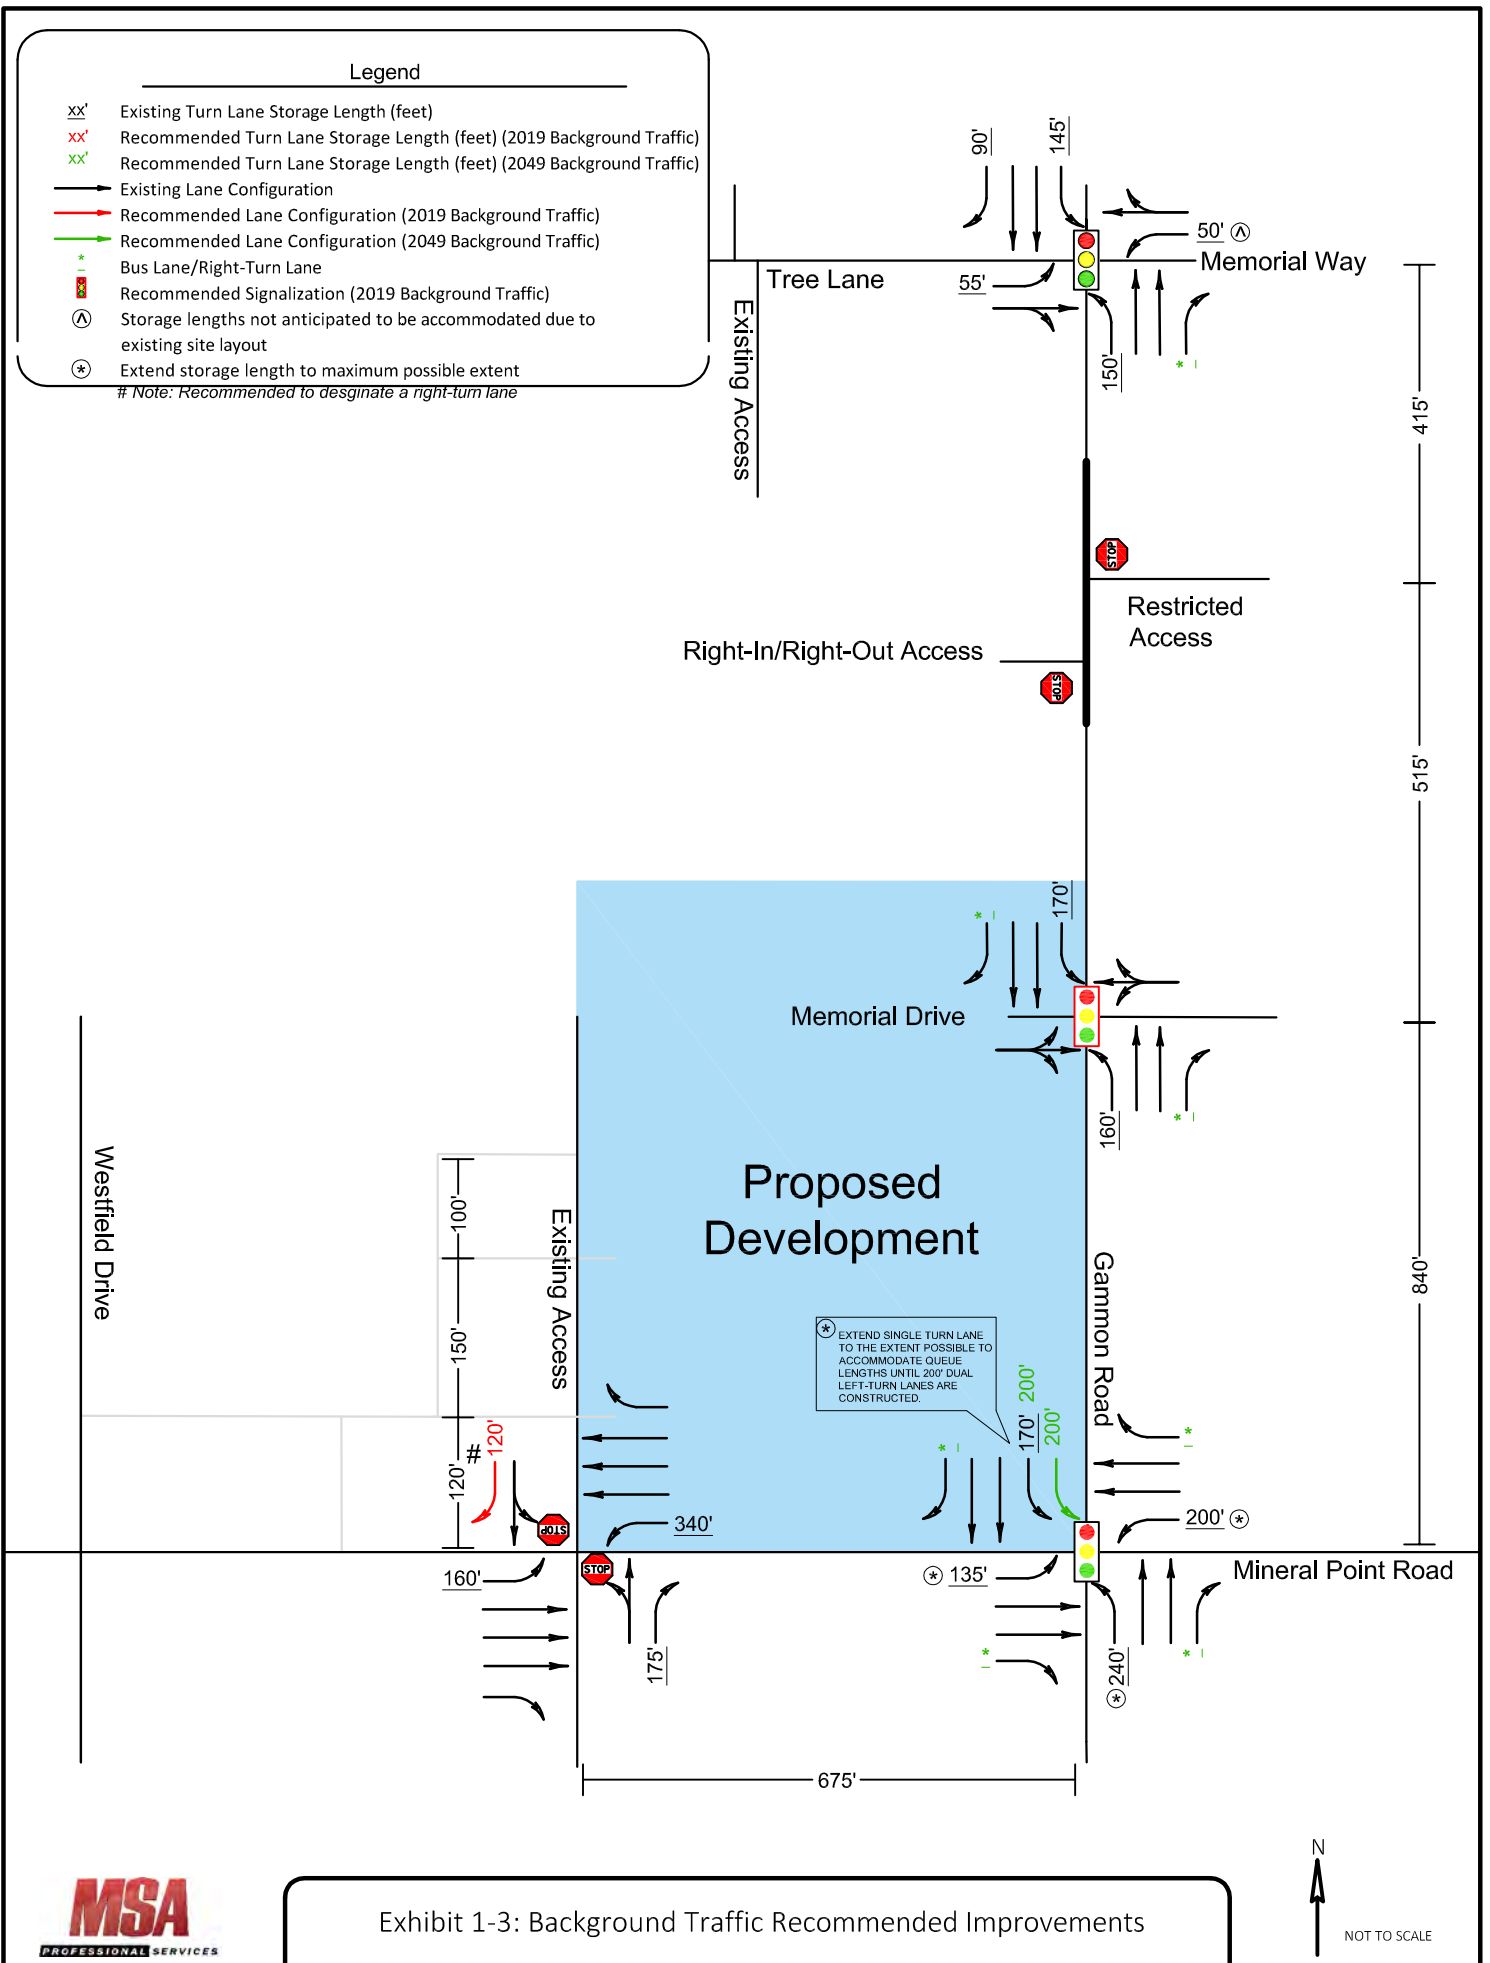 Legend
xx' Existing Turn Lane Storage Length (feet)
xx' Recommended Turn Lane Storage Length (feet) (2019 Background Traffic)
xx' Recommended Turn Lane Storage Length (feet) (2049 Background Traffic)
Existing Lane Configuration
Recommended Lane Configuration (2019 Background Traffic)
Recommended Lane Configuration (2049 Background Traffic)
* Bus Lane/Right-Turn Lane
Recommended Signalization (2019 Background Traffic)
Storage lengths not anticipated to be accommodated due to
existing site layout
* Extend storage length to maximum possible extent
# Note: Recommended to desginate a right-turn lane
90'
145'
50'
Memorial Way
Tree Lane
55'
Existing Access
150'
*
415'
STOP
Restricted
Access
Right-In/Right-Out Access
STOP
515'
*
170'
Memorial Drive
160'
*
Westfield Drive
100'
Existing Access
Proposed
Development
Gammon Road
840'
150'
* EXTEND SINGLE TURN LANE
TO THE EXTENT POSSIBLE TO
ACCOMMODATE QUEUE
LENGTHS UNTIL 200' DUAL
LEFT-TURN LANES ARE
CONSTRUCTED.
200'
170'
200'
*
*
120'
#
120'
STOP
340'
200' *
Mineral Point Road
STOP
160'
* 135'
175'
*
* 240'
*
675'
N
NOT TO SCALE
MSA
PROFESSIONAL SERVICES
Exhibit 1-3: Background Traffic Recommended Improvements